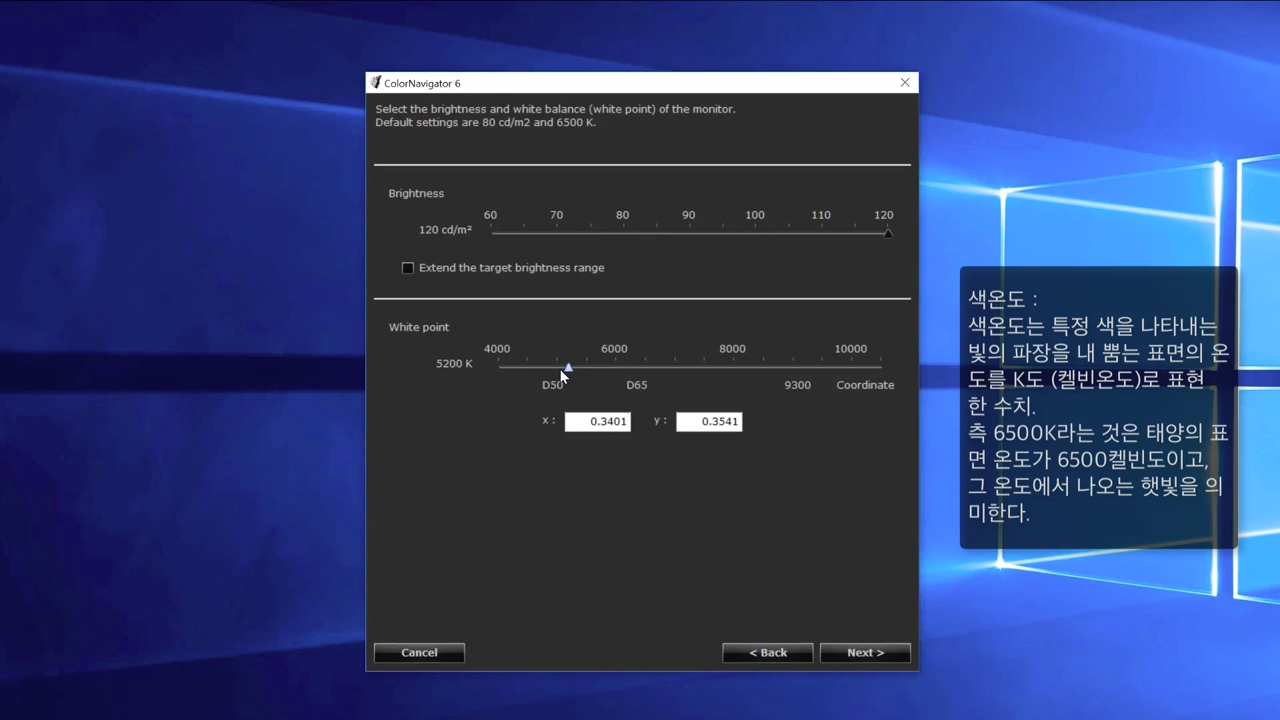 ColorNavigator 6
Select the brightness and white balance (white point) of the monitor.
Default settings are 80 cd/m2 and 6500 K.
Brightness
60 70 80 90 100 110 120
120 cd/m²
Extend the target brightness range
White point
4000 6000 8000 10000
5200 K
D50 D65 9300 Coordinate
x : 0.3401 y : 0.3541
Cancel < Back Next >
색온도 :
색온도는 특정 색을 나타내는
빛의 파장을 내 뿜는 표면의 온
도를 K도 (켈빈온도)로 표현
한 수치.
측 6500K라는 것은 태양의 표
면 온도가 6500켈빈도이고,
그 온도에서 나오는 햇빛을 의
미한다.